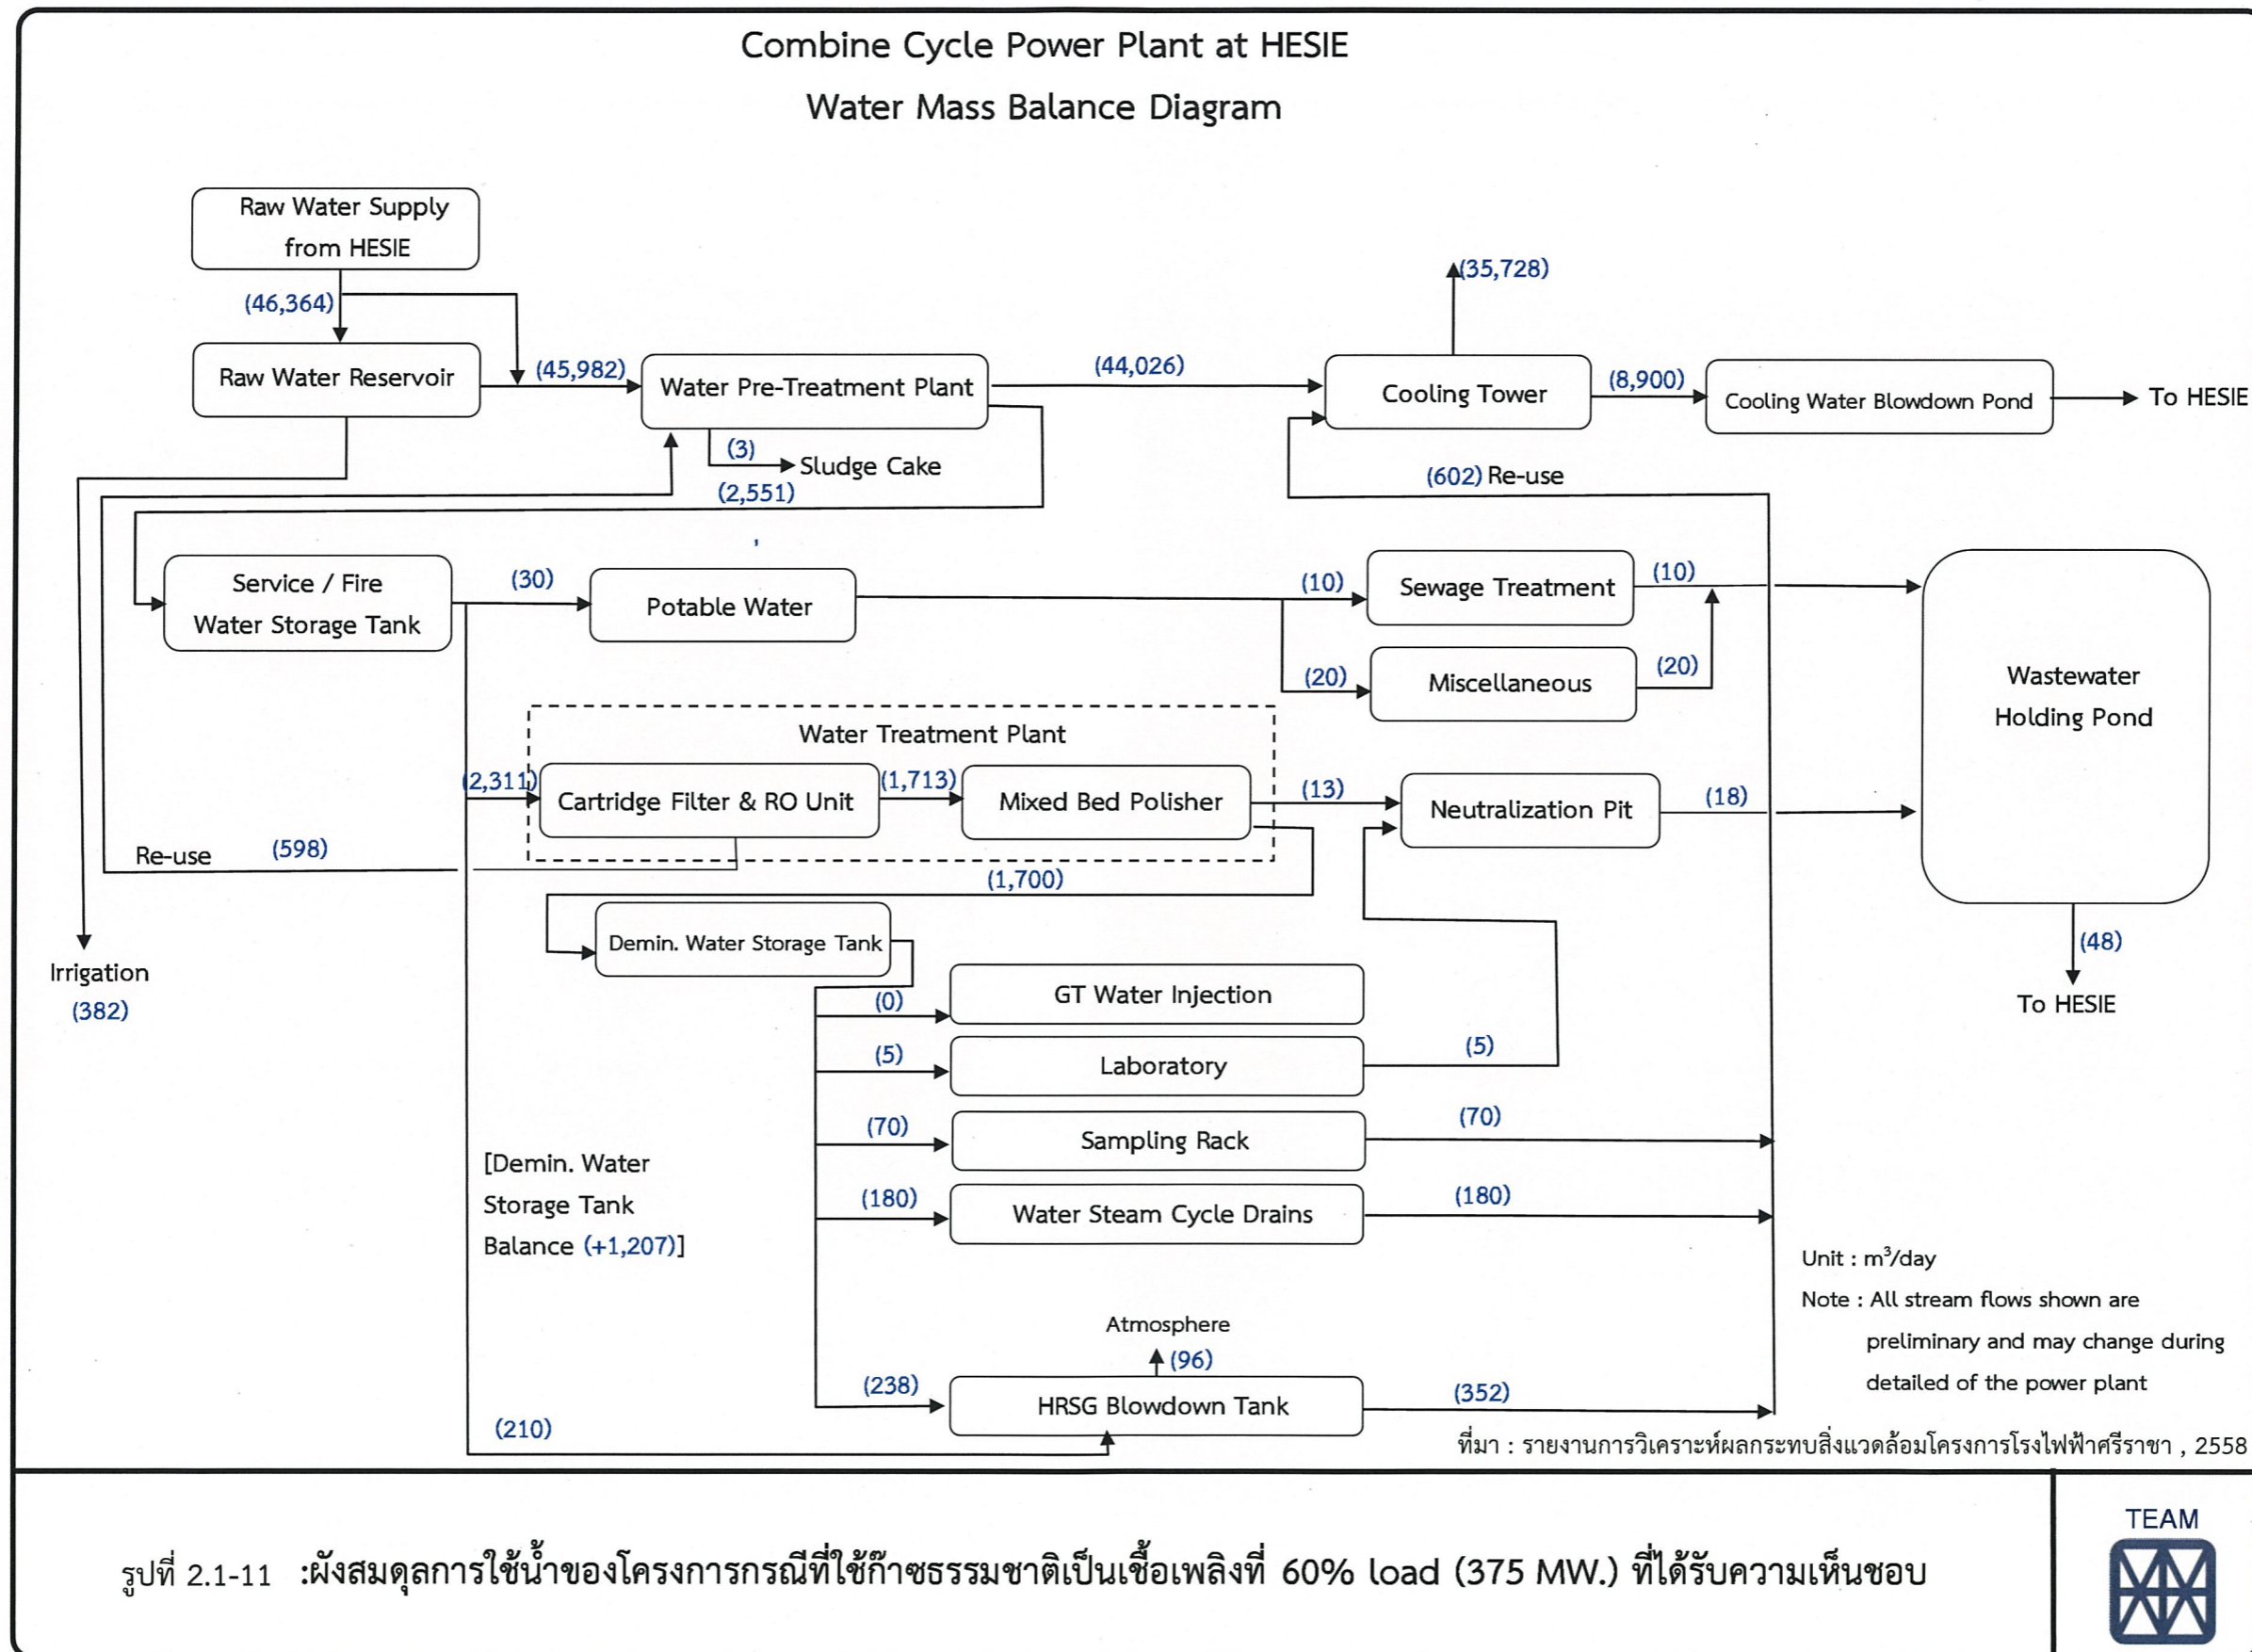 Combine Cycle Power Plant at HESIE
Water Mass Balance Diagram
Raw Water Supply
from HESIE
(46,364)
(35,728)
Raw Water Reservoir
(45,982)
Water Pre-Treatment Plant
(44,026)
Cooling Tower
(8,900)
Cooling Water Blowdown Pond
To HESIE
(3)
Sludge Cake
(2,551)
(602) Re-use
Service / Fire
Water Storage Tank
(30)
Potable Water
(10)
Sewage Treatment
(10)
(20)
Miscellaneous
(20)
Wastewater
Holding Pond
Water Treatment Plant
(2,311)
Cartridge Filter & RO Unit
(1,713)
Mixed Bed Polisher
(13)
Neutralization Pit
(18)
Re-use (598)
(1,700)
Demin. Water Storage Tank
(48)
To HESIE
Irrigation
(382)
(0)
GT Water Injection
(5)
Laboratory
(5)
(70)
Sampling Rack
(70)
[Demin. Water
Storage Tank
Balance (+1,207)]
(180)
Water Steam Cycle Drains
(180)
Atmosphere
(96)
(238)
HRSG Blowdown Tank
(352)
(210)
Unit : m³/day
Note : All stream flows shown are
preliminary and may change during
detailed of the power plant
ที่มา : รายงานการวิเคราะห์ผลกระทบสิ่งแวดล้อมโครงการโรงไฟฟ้าศรีราชา , 2558
รูปที่ 2.1-11 :ผังสมดุลการใช้น้ำของโครงการกรณีที่ใช้ก๊าซธรรมชาติเป็นเชื้อเพลิงที่ 60% load (375 MW.) ที่ได้รับความเห็นชอบ
TEAM